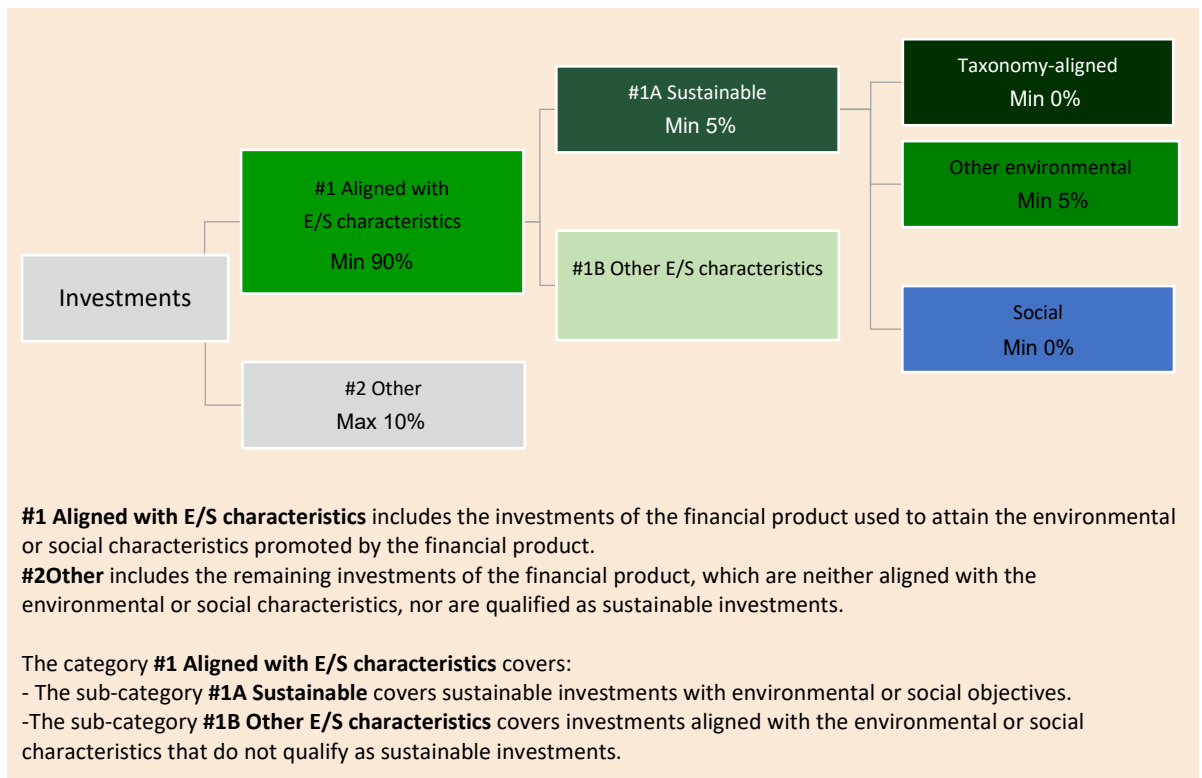 Investments
#1 Aligned with
E/S characteristics
Min 90%
#2 Other
Max 10%
#1A Sustainable
Min 5%
#1B Other E/S characteristics
Taxonomy-aligned
Min 0%
Other environmental
Min 5%
Social
Min 0%
#1 Aligned with E/S characteristics includes the investments of the financial product used to attain the environmental
or social characteristics promoted by the financial product.
#2Other includes the remaining investments of the financial product, which are neither aligned with the
environmental or social characteristics, nor are qualified as sustainable investments.
The category #1 Aligned with E/S characteristics covers:
- The sub-category #1A Sustainable covers sustainable investments with environmental or social objectives.
-The sub-category #1B Other E/S characteristics covers investments aligned with the environmental or social
characteristics that do not qualify as sustainable investments.